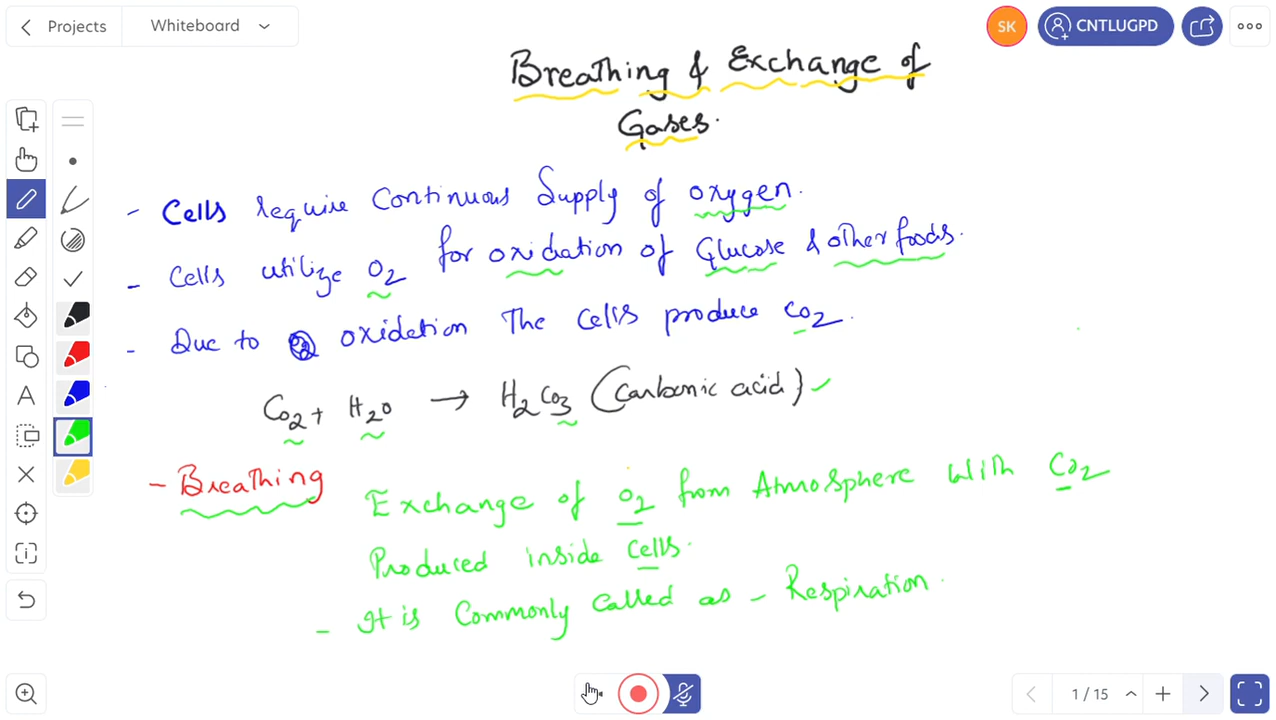 Projects
Whiteboard
SK
CNTLUGPD
Breathing & Exchange of
Gases.
- Cells require Continuous Supply of oxygen.
- Cells utilize O2 for oxidation of Glucose & other foods.
- Due to oxidation The Cells produce CO2.
CO2 + H2O → H2CO3 (Carbonic acid) ✓
- Breathing Exchange of O2 from Atmosphere with CO2
Produced inside cells.
- It is Commonly Called as - Respiration.
A
1 / 15